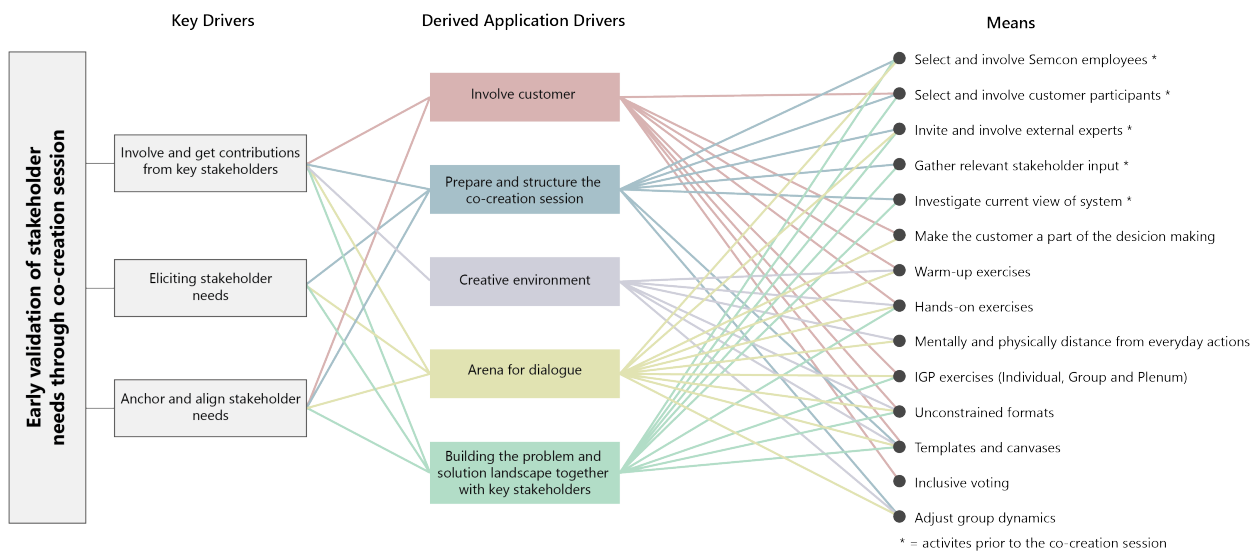 Key Drivers
Derived Application Drivers
Means
Early validation of stakeholder
needs through co-creation session
Involve and get contributions
from key stakeholders
Eliciting stakeholder
needs
Anchor and align stakeholder
needs
Involve customer
Prepare and structure the
co-creation session
Creative environment
Arena for dialogue
Building the problem and
solution landscape together
with key stakeholders
Select and involve Semcon employees *
Select and involve customer participants *
Invite and involve external experts *
Gather relevant stakeholder input *
Investigate current view of system *
Make the customer a part of the desicion making
Warm-up exercises
Hands-on exercises
Mentally and physically distance from everyday actions
IGP exercises (Individual, Group and Plenum)
Unconstrained formats
Templates and canvases
Inclusive voting
Adjust group dynamics
* = activites prior to the co-creation session